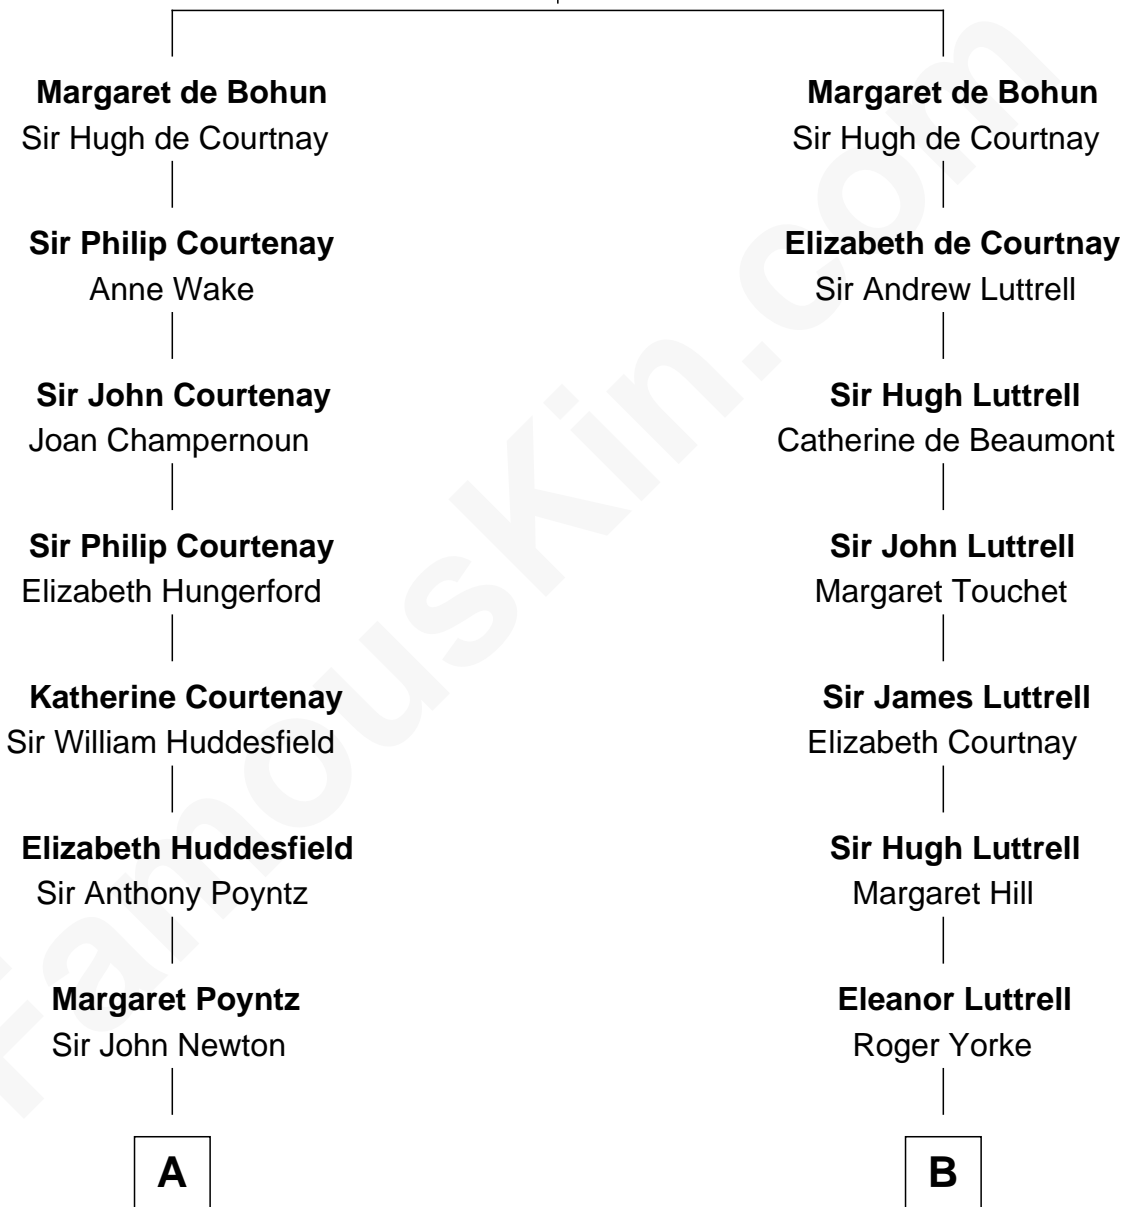 Margaret de Bohun
Sir Hugh de Courtnay
Sir Philip Courtenay
Anne Wake
Sir John Courtenay
Joan Champernoun
Sir Philip Courtenay
Elizabeth Hungerford
Katherine Courtenay
Sir William Huddesfield
Elizabeth Huddesfield
Sir Anthony Poyntz
Margaret Poyntz
Sir John Newton
A
Margaret de Bohun
Sir Hugh de Courtnay
Elizabeth de Courtnay
Sir Andrew Luttrell
Sir Hugh Luttrell
Catherine de Beaumont
Sir John Luttrell
Margaret Touchet
Sir James Luttrell
Elizabeth Courtnay
Sir Hugh Luttrell
Margaret Hill
Eleanor Luttrell
Roger Yorke
B
FamousKin.com